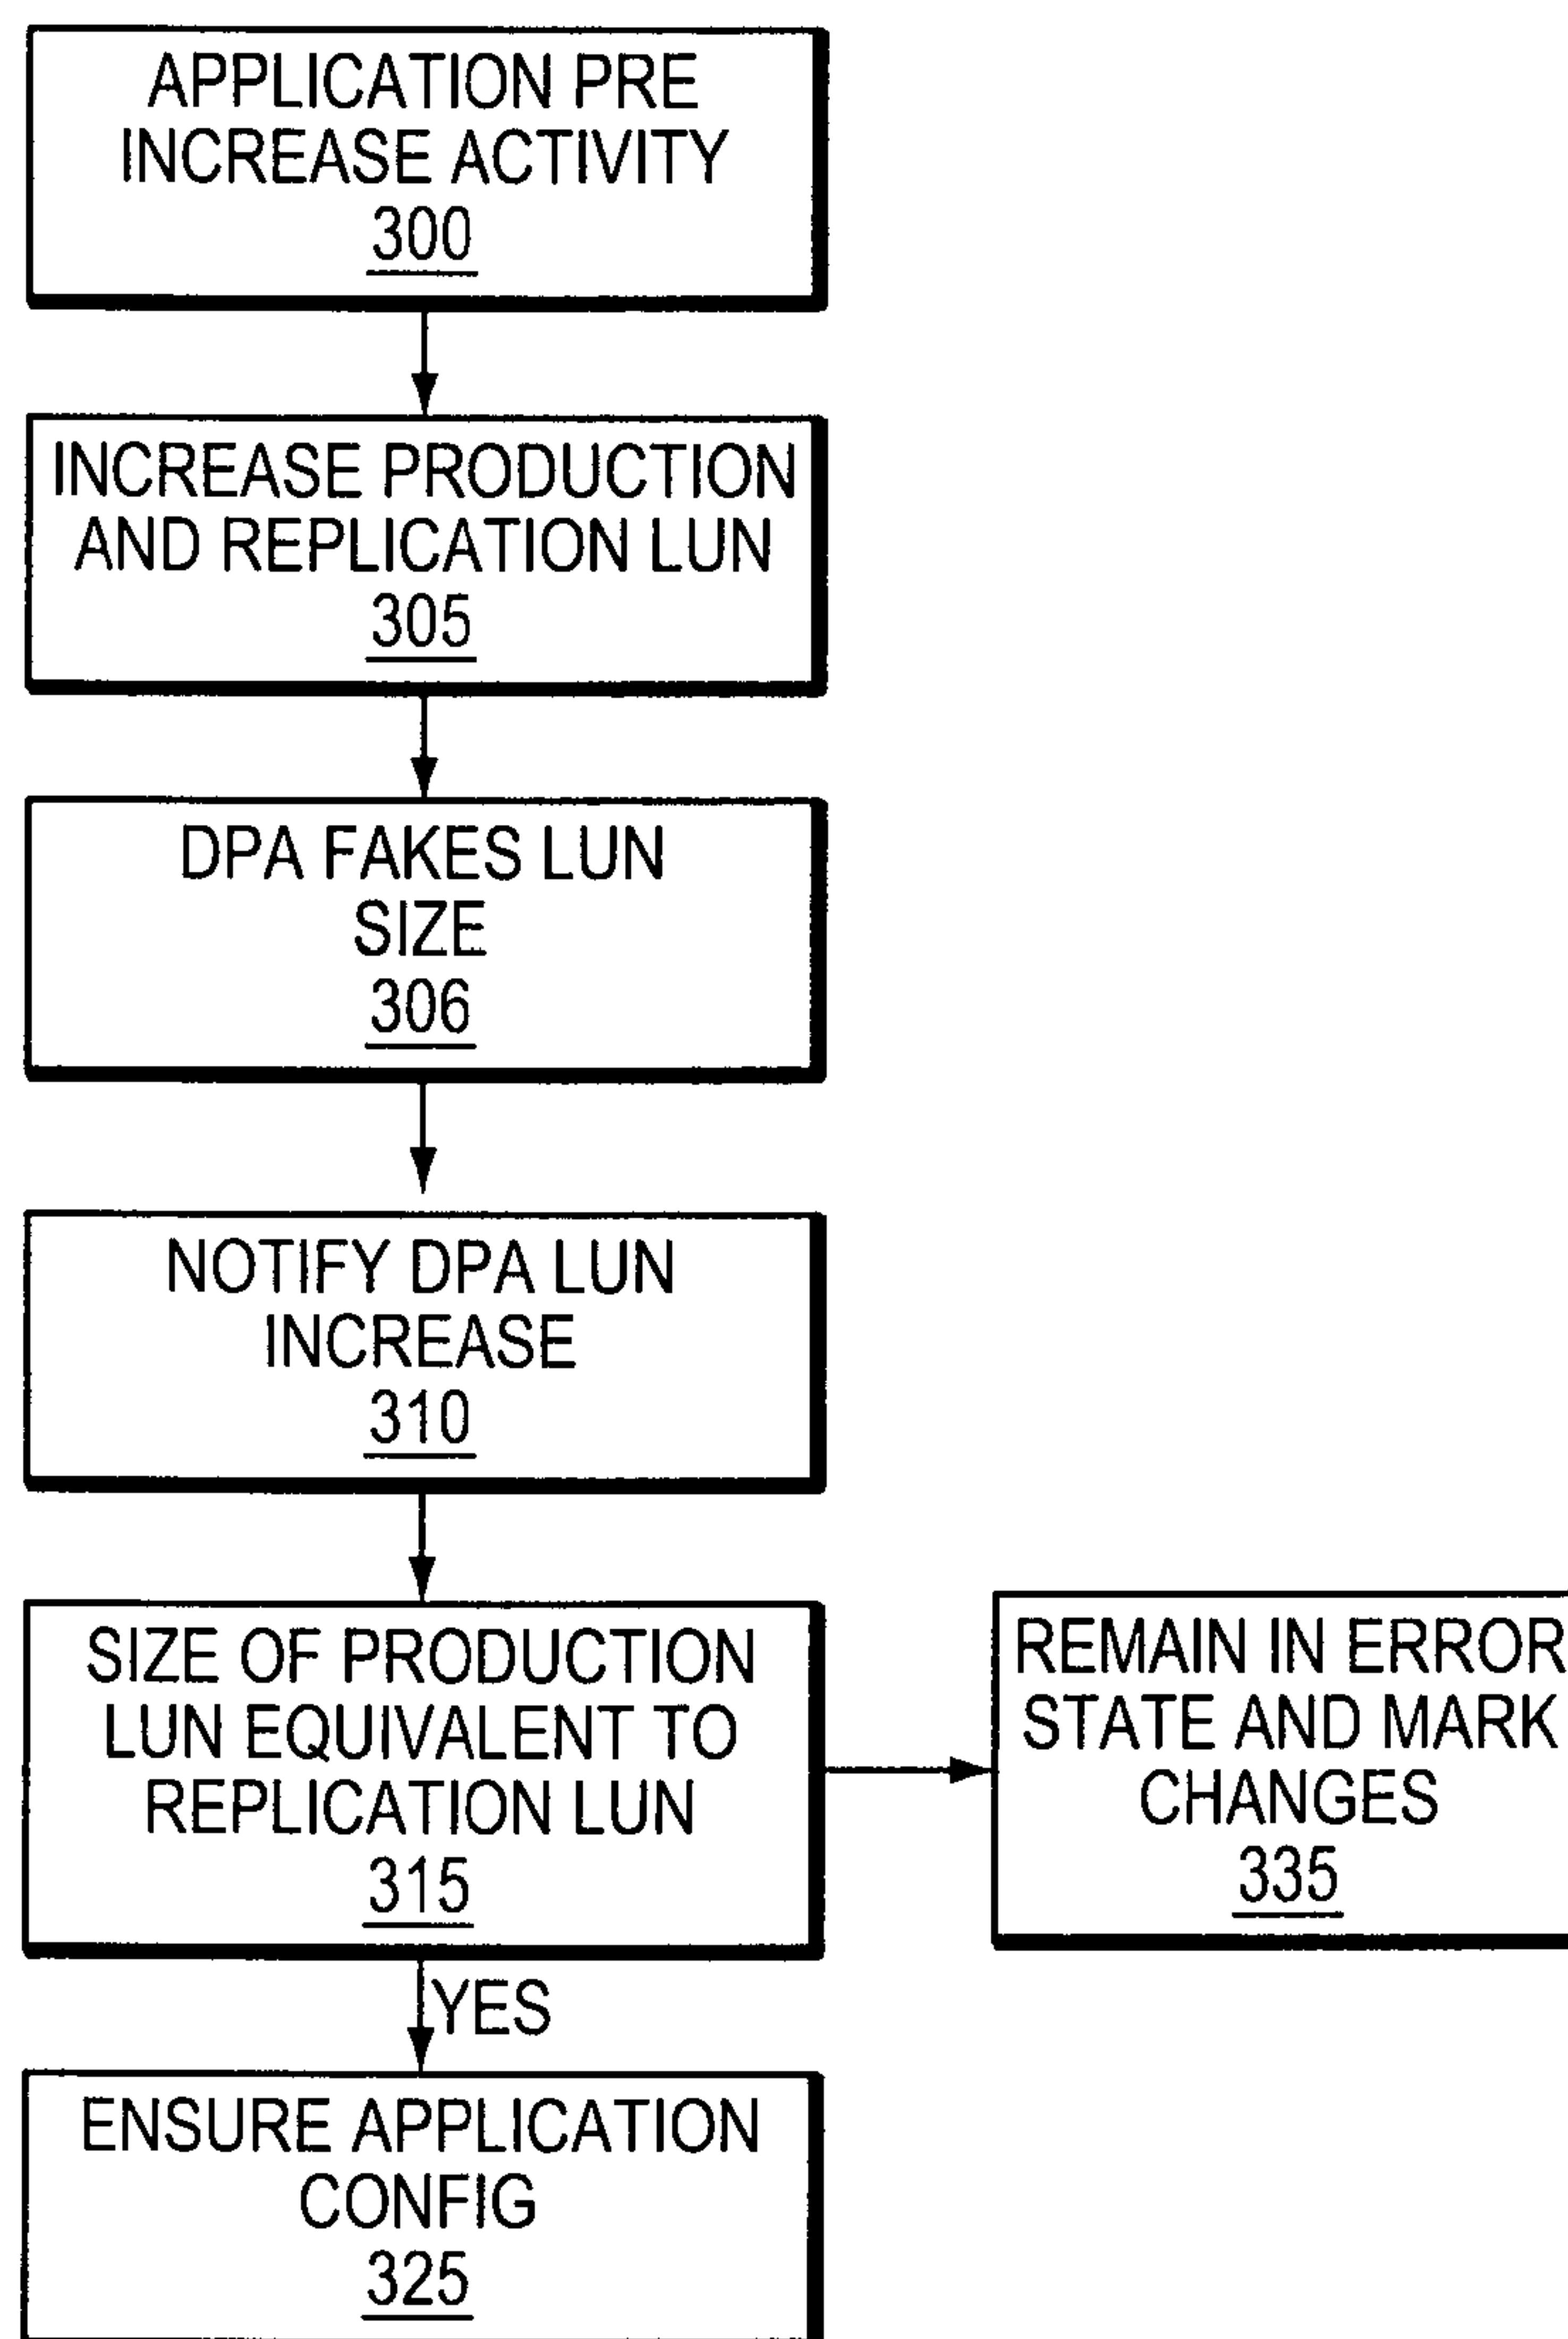 APPLICATION PRE
INCREASE ACTIVITY
300
INCREASE PRODUCTION
AND REPLICATION LUN
305
DPA FAKES LUN
SIZE
306
NOTIFY DPA LUN
INCREASE
310
SIZE OF PRODUCTION
LUN EQUIVALENT TO
REPLICATION LUN
315
REMAIN IN ERROR
STATE AND MARK
CHANGES
335
YES
ENSURE APPLICATION
CONFIG
325